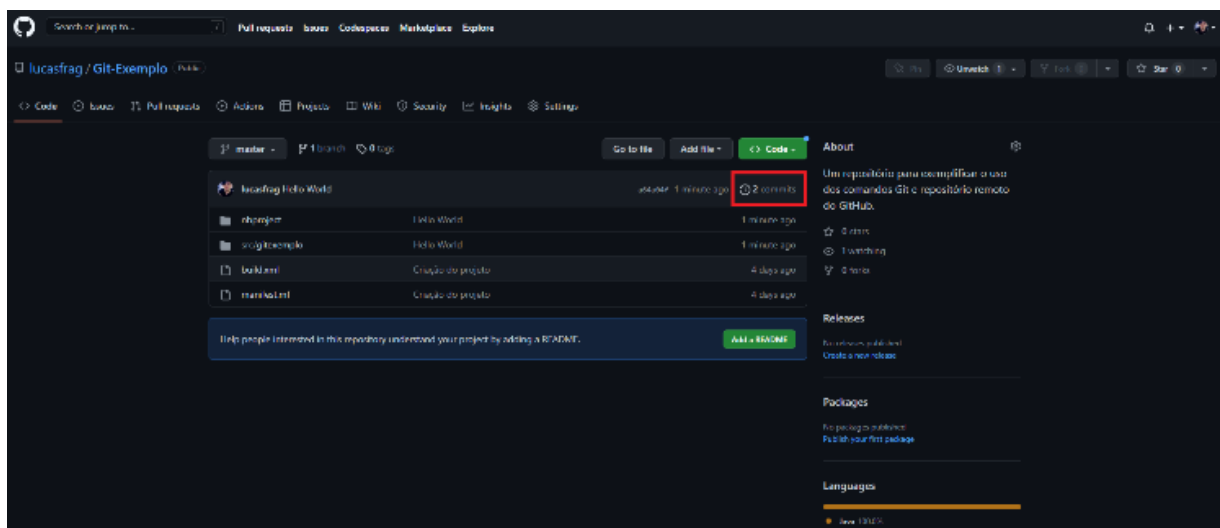 Search or jump to...
/
Pull requests Issues Codespaces Marketplace Explore
lucasfrag / Git-Exemplo Public
Pin
Unwatch 1
Fork 0
Star 0
Code Issues Pull requests Actions Projects Wiki Security Insights Settings
master 1 branch 0 tags
Go to file Add file Code
lucasfrag Hello World
1 minute ago 2 commits
nbproject Hello World 1 minute ago
src/gitexemplo Hello World 1 minute ago
build.xml Criação do projeto 4 days ago
manifest.mf Criação do projeto 4 days ago
Help people interested in this repository understand your project by adding a README.
Add a README
About
Um repositório para exemplificar o uso
dos comandos Git e repositório remoto
do GitHub.
0 stars
1 watching
0 forks
Releases
No releases published
Create a new release
Packages
No packages published
Publish your first package
Languages
Java 100.0%